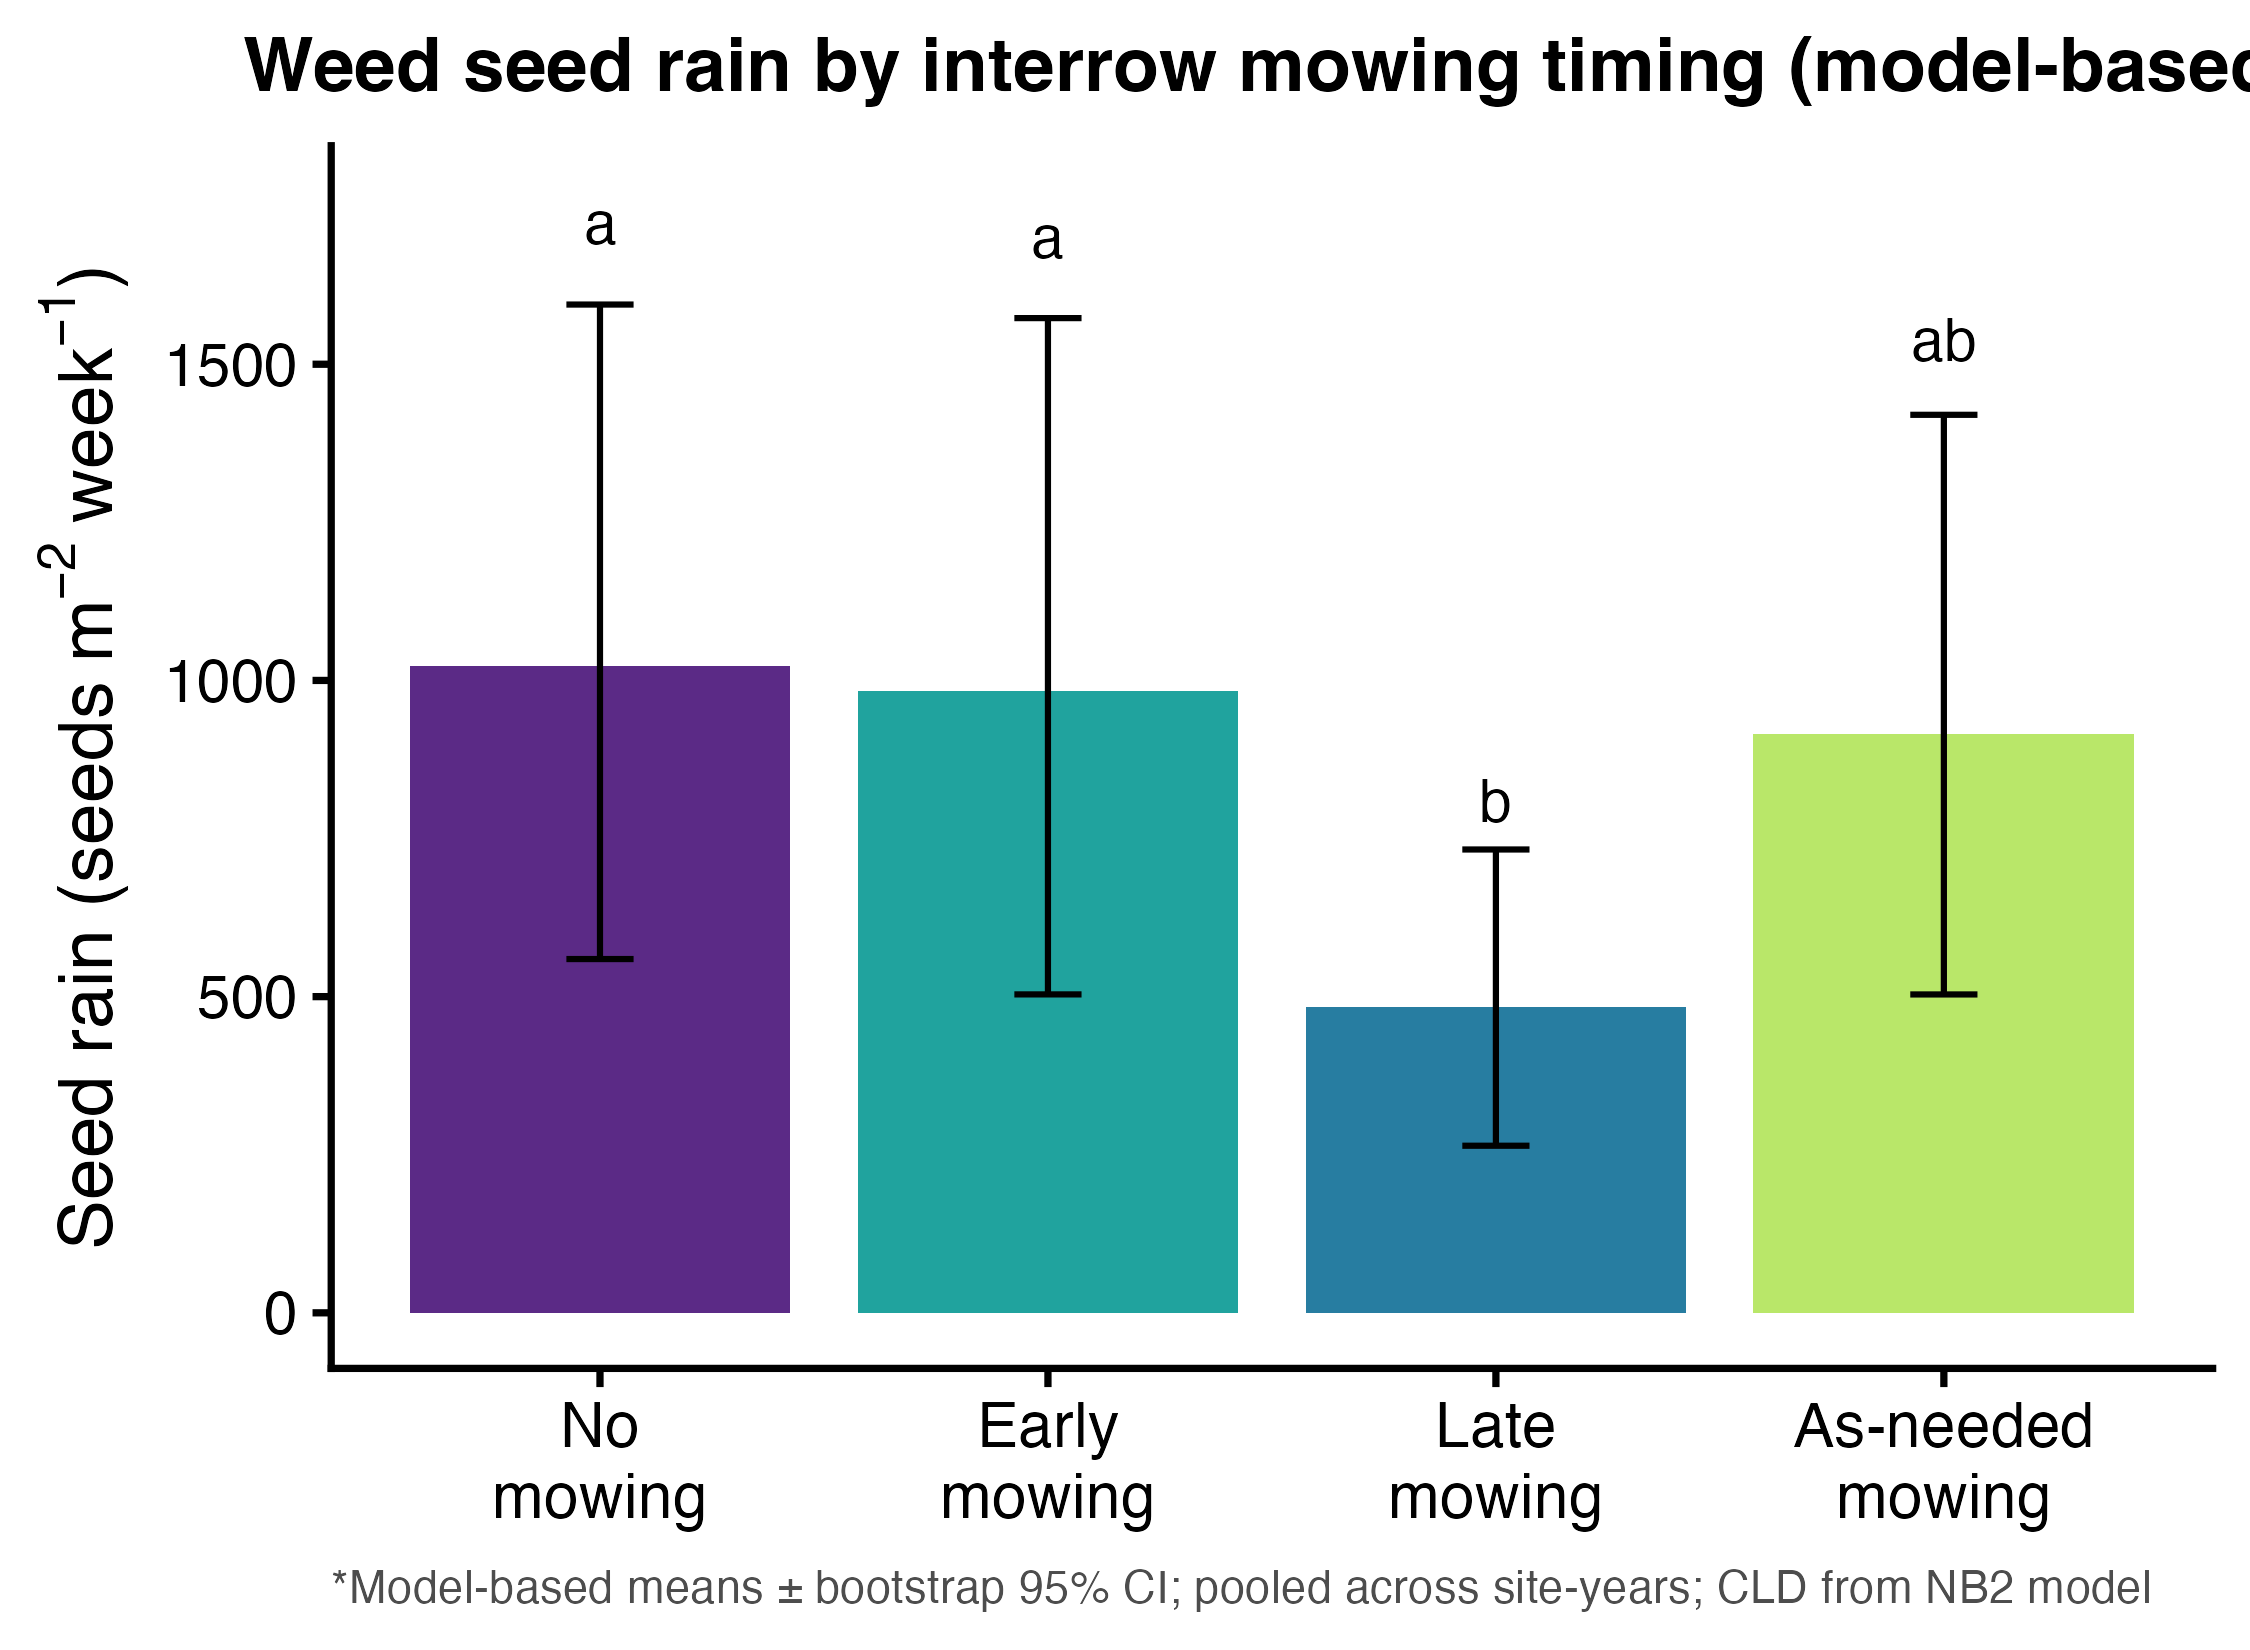 Weed seed rain by interrow mowing timing (model-based
Seed rain (seeds m⁻² week⁻¹)
1500
1000
500
0
a
a
b
ab
No
mowing
Early
mowing
Late
mowing
As-needed
mowing
*Model-based means ± bootstrap 95% CI; pooled across site-years; CLD from NB2 model